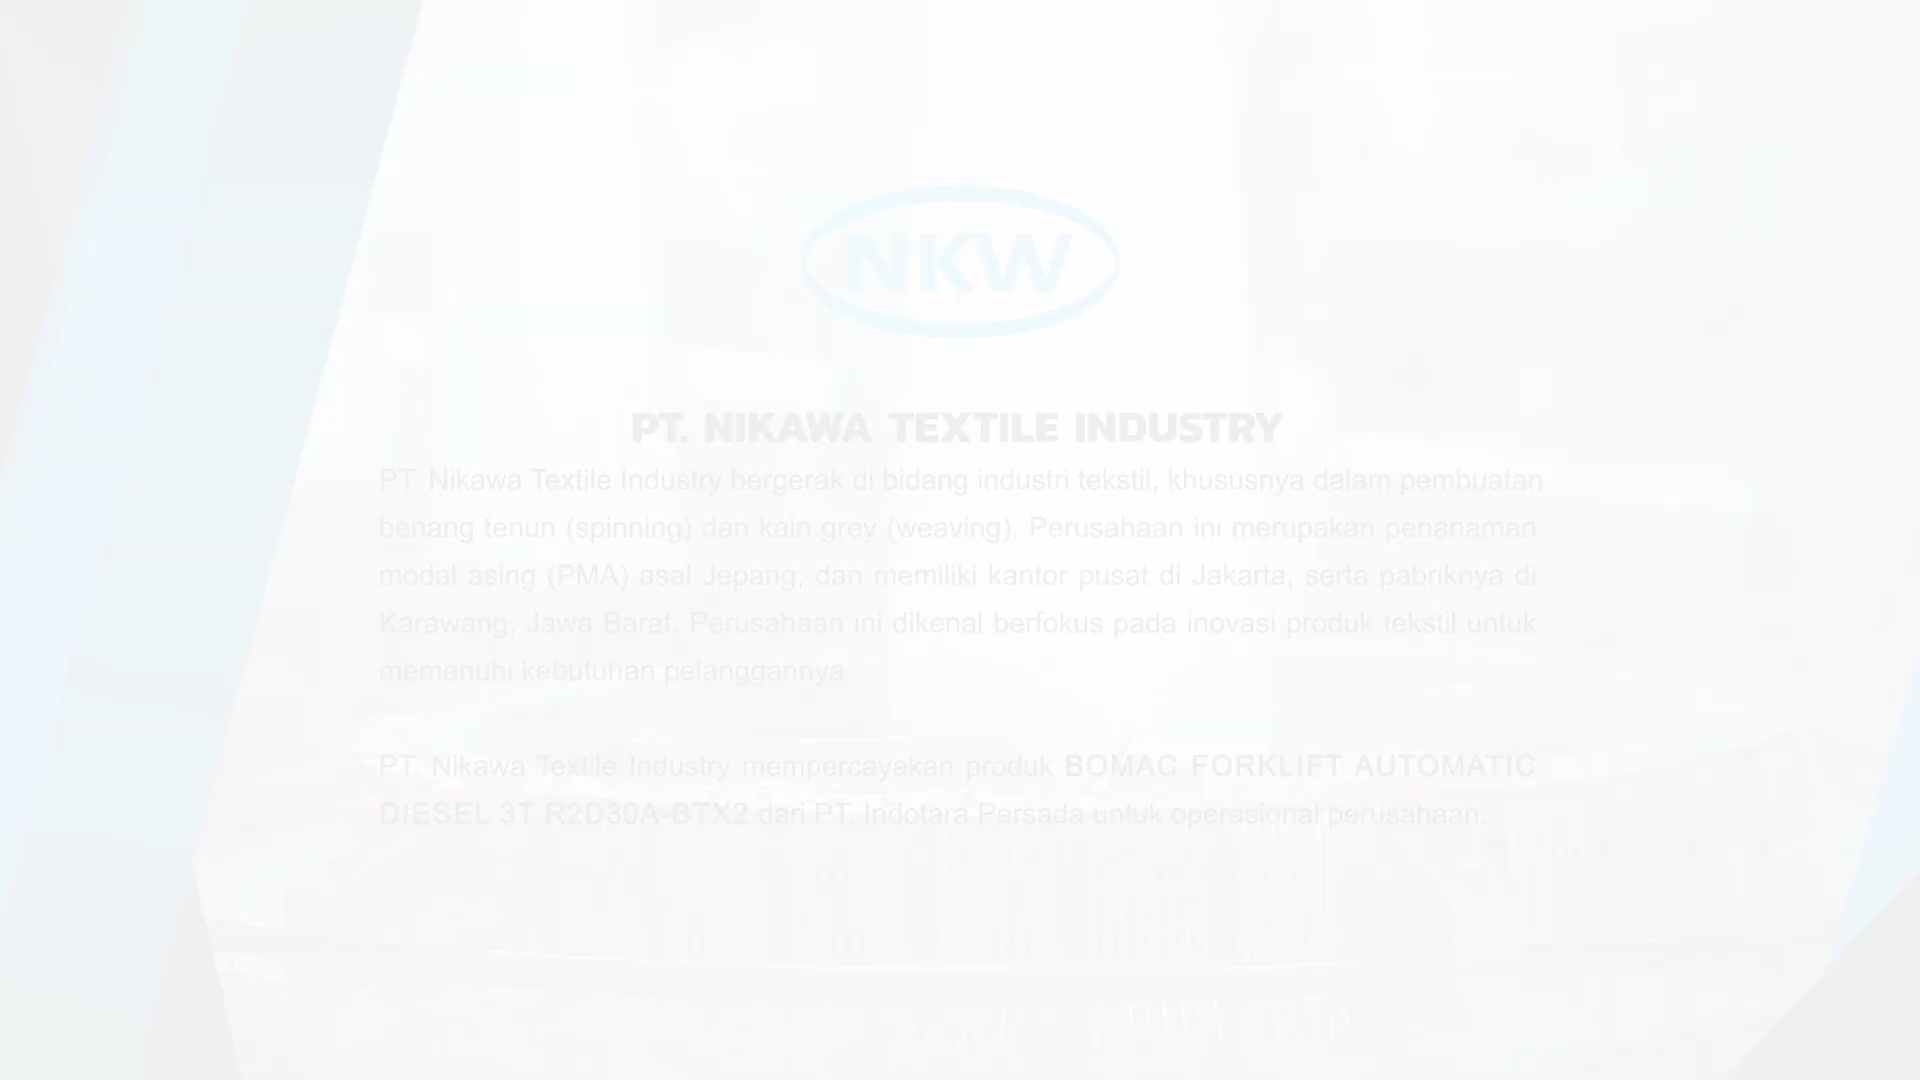 NKW
PT. NIKAWA TEXTILE INDUSTRY
PT. Nikawa Textile Industry bergerak di bidang industri tekstil, khususnya dalam pembuatan
benang tenun (spinning) dan kain grey (weaving). Perusahaan ini merupakan penanaman
modal asing (PMA) asal Jepang, dan memiliki kantor pusat di Jakarta, serta pabriknya di
Karawang, Jawa Barat. Perusahaan ini dikenal berfokus pada inovasi produk tekstil untuk
memenuhi kebutuhan pelanggannya.
PT. Nikawa Textile Industry mempercayakan produk BOMAC FORKLIFT AUTOMATIC
DIESEL 3T R2D30A-BTX2 dari PT. Indotara Persada untuk operasional perusahaan.